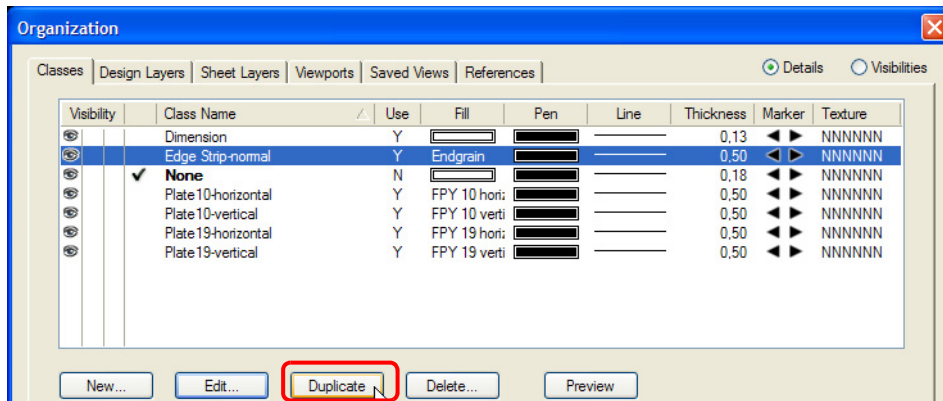 Organization
Classes Design Layers Sheet Layers Viewports Saved Views References Details Visibilities
Visibility Class Name Use Fill Pen Line Thickness Marker Texture
Dimension Y 0,13 NNNNNN
Edge Strip-normal Y Endgrain 0,50 NNNNNN
None N 0,18 NNNNNN
Plate10-horizontal Y FPY 10 hori: 0,50 NNNNNN
Plate10-vertical Y FPY 10 verti 0,50 NNNNNN
Plate19-horizontal Y FPY 19 hori: 0,50 NNNNNN
Plate19-vertical Y FPY 19 verti 0,50 NNNNNN
New... Edit... Duplicate Delete... Preview